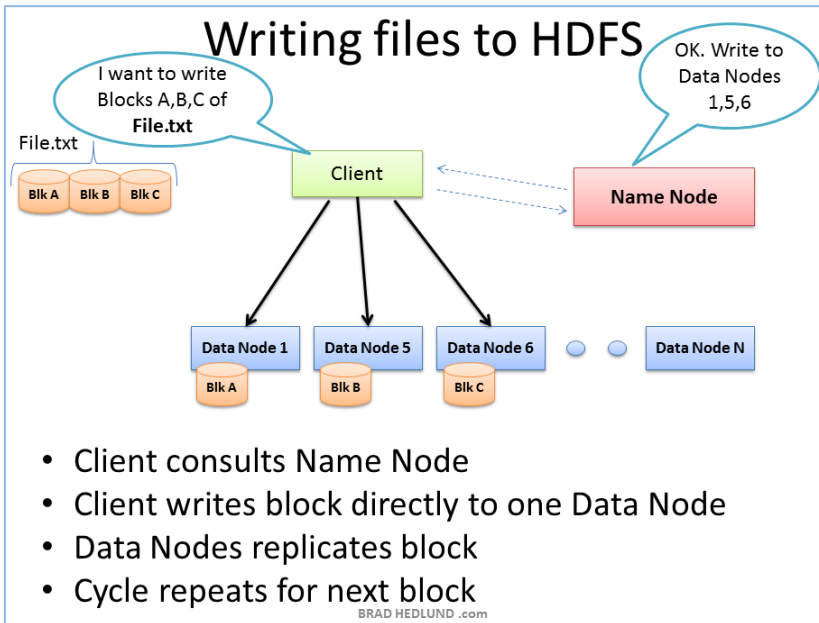 Writing files to HDFS
I want to write
Blocks A,B,C of
File.txt
OK. Write to
Data Nodes
1,5,6
File.txt
Blk A
Blk B
Blk C
Client
Name Node
Data Node 1
Data Node 5
Data Node 6
Data Node N
Blk A
Blk B
Blk C
• Client consults Name Node
• Client writes block directly to one Data Node
• Data Nodes replicates block
• Cycle repeats for next block
BRAD HEDLUND .com